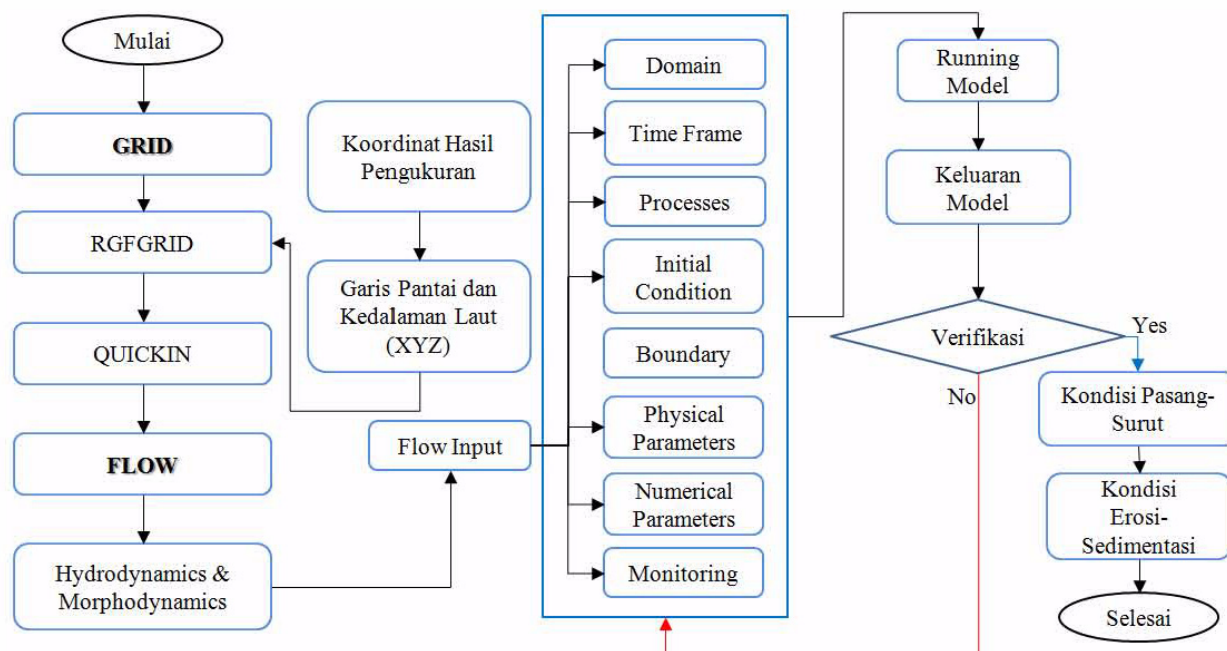 Mulai
GRID
RGFGRID
QUICKIN
FLOW
Hydrodynamics &
Morphodynamics
Koordinat Hasil
Pengukuran
Garis Pantai dan
Kedalaman Laut
(XYZ)
Flow Input
Domain
Time Frame
Processes
Initial
Condition
Boundary
Physical
Parameters
Numerical
Parameters
Monitoring
Running
Model
Keluaran
Model
Verifikasi
Yes
No
Kondisi Pasang-
Surut
Kondisi
Erosi-
Sedimentasi
Selesai